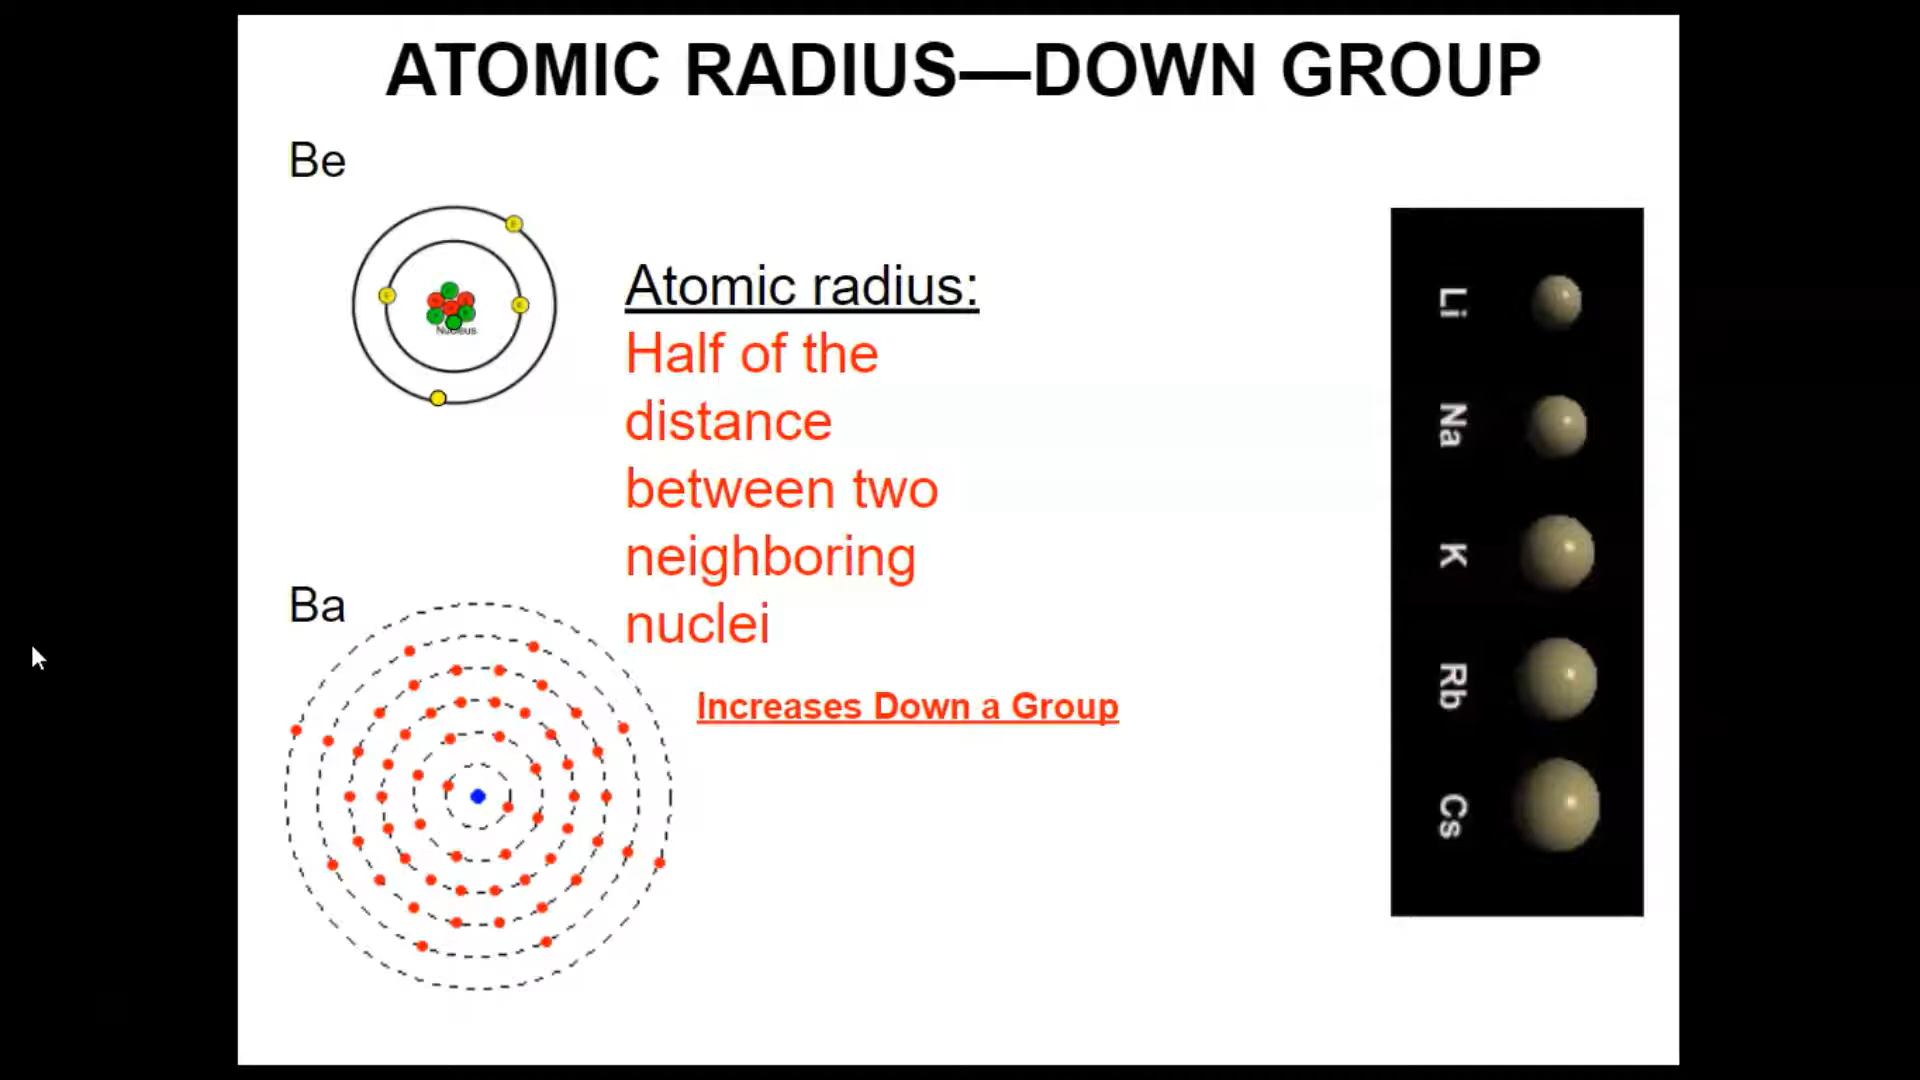 ATOMIC RADIUS—DOWN GROUP
Be
Nucleus
Atomic radius:
Half of the
distance
between two
neighboring
nuclei
Ba
Increases Down a Group
Li
Na
K
Rb
Cs